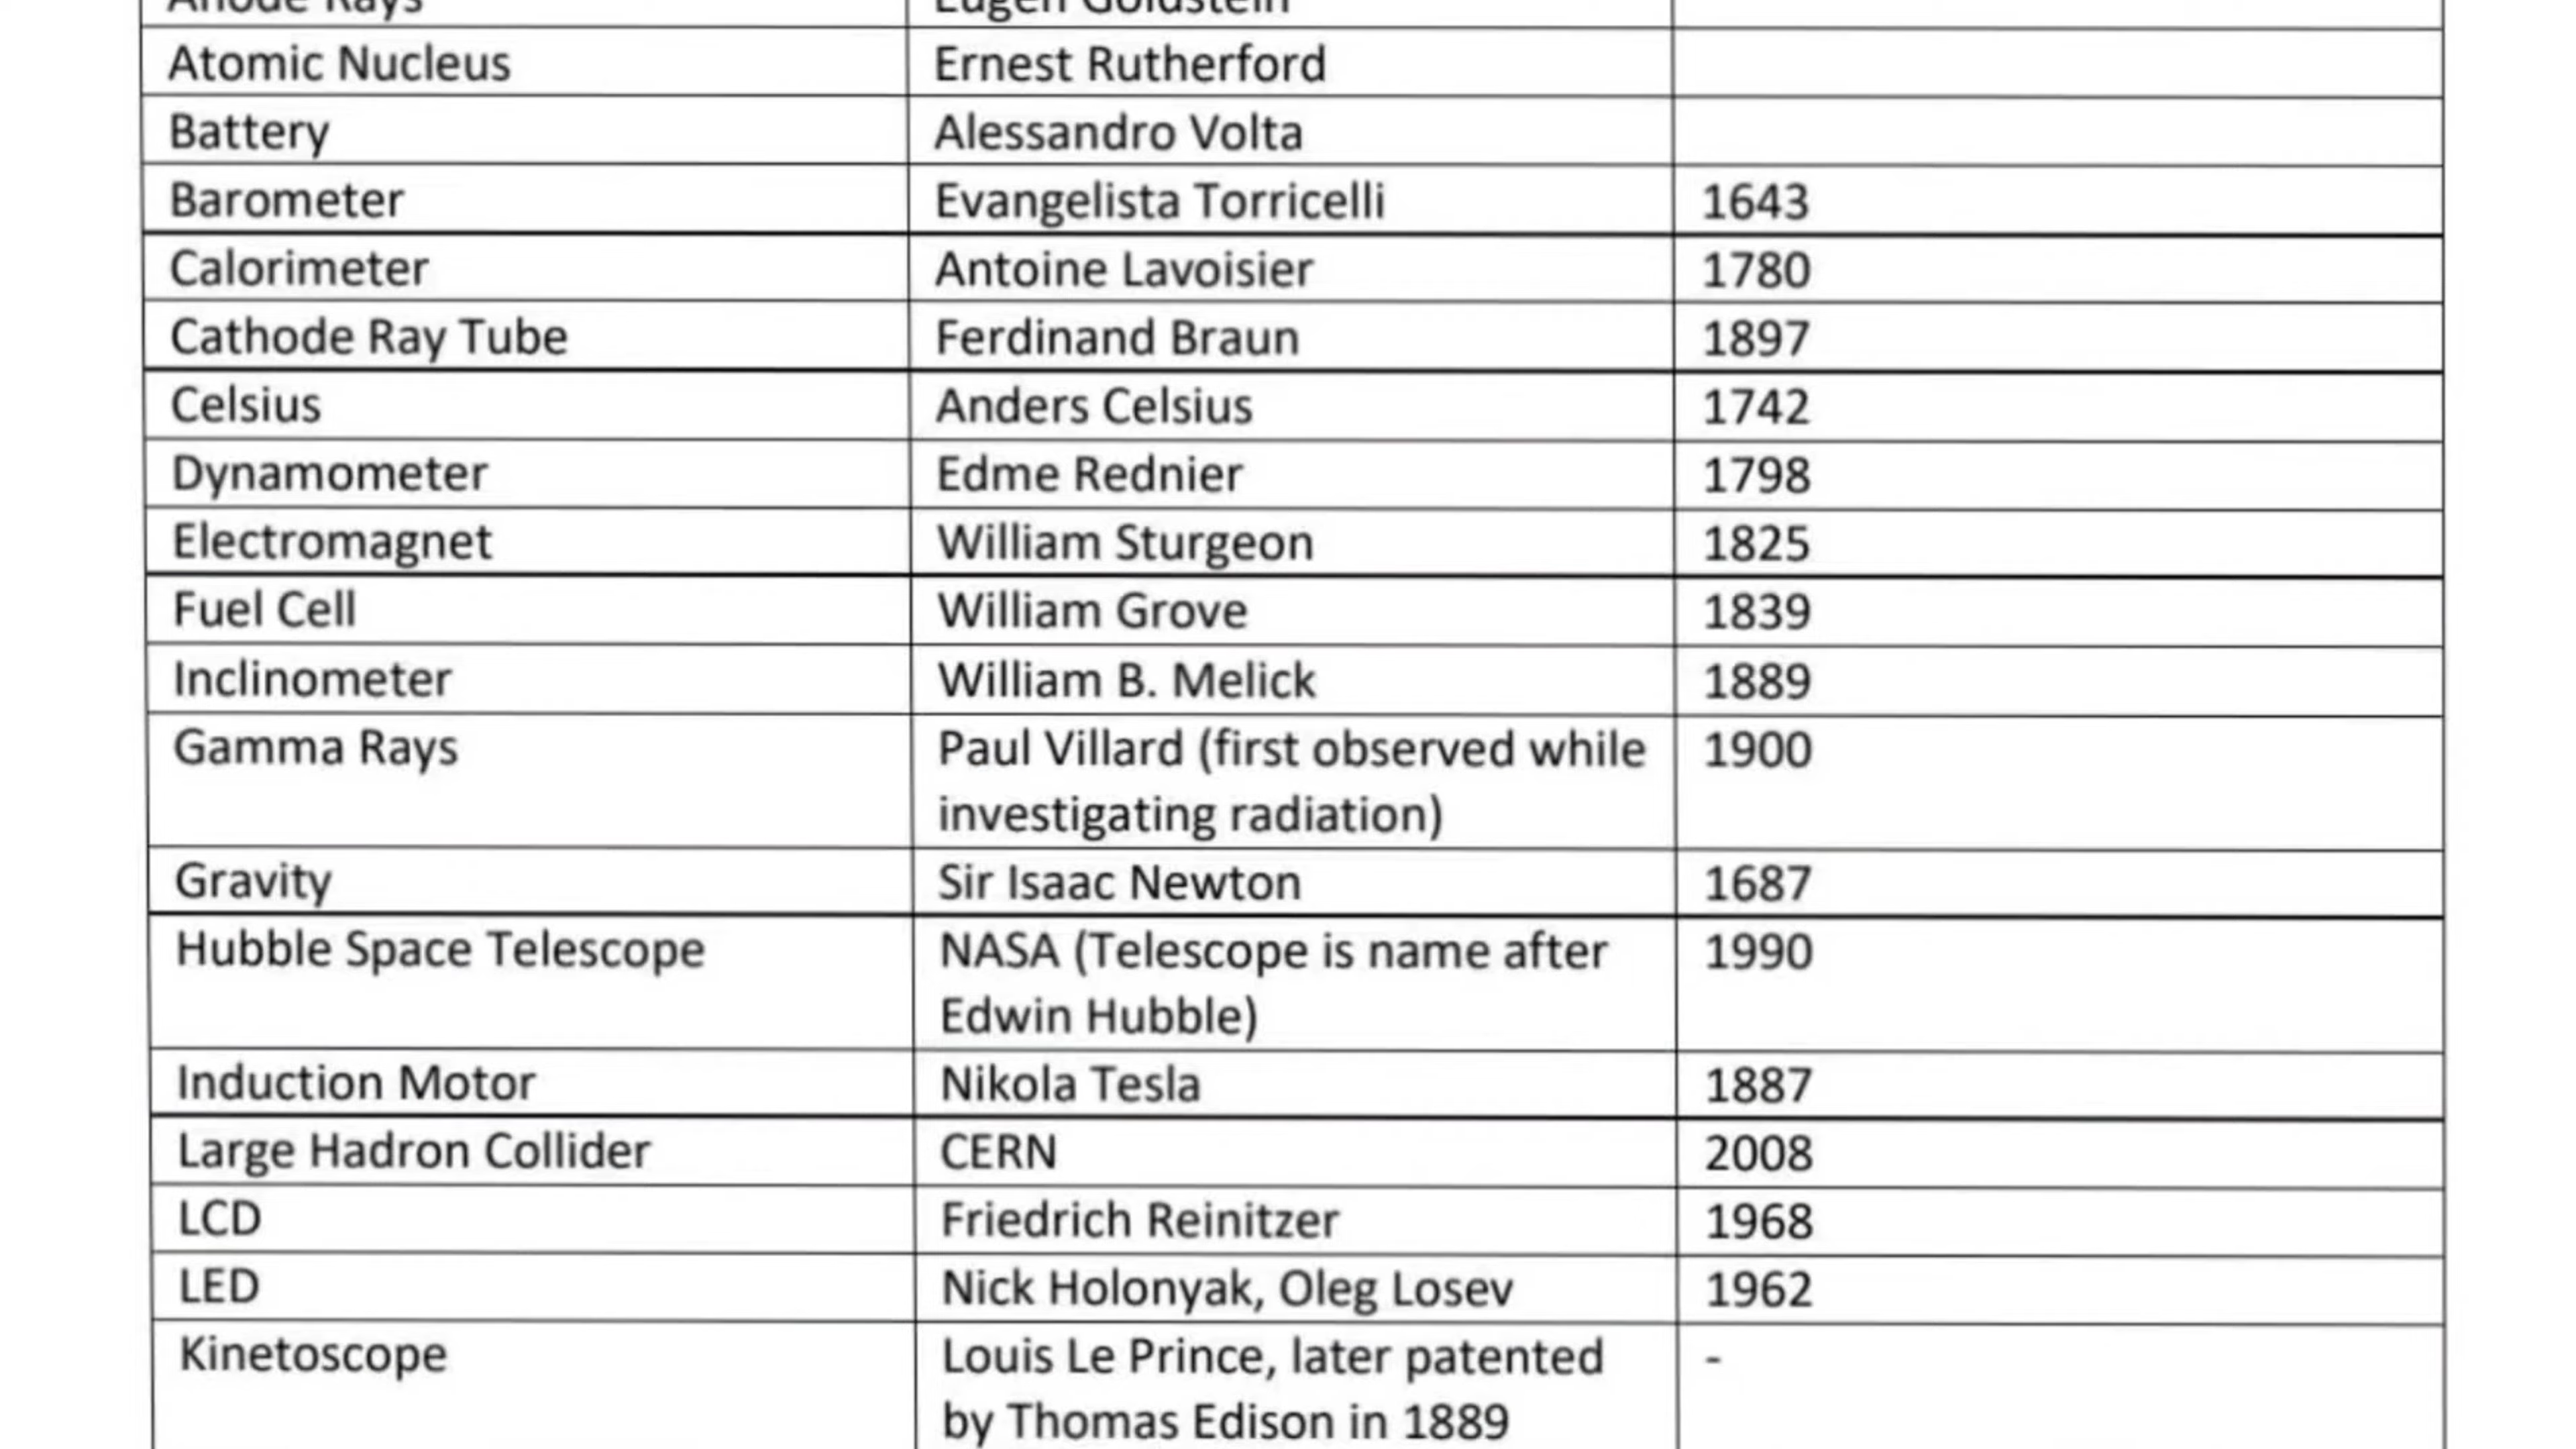 Anode Rays Eugen Goldstein
Atomic Nucleus Ernest Rutherford
Battery Alessandro Volta
Barometer Evangelista Torricelli 1643
Calorimeter Antoine Lavoisier 1780
Cathode Ray Tube Ferdinand Braun 1897
Celsius Anders Celsius 1742
Dynamometer Edme Rednier 1798
Electromagnet William Sturgeon 1825
Fuel Cell William Grove 1839
Inclinometer William B. Melick 1889
Gamma Rays Paul Villard (first observed while 1900
investigating radiation)
Gravity Sir Isaac Newton 1687
Hubble Space Telescope NASA (Telescope is name after 1990
Edwin Hubble)
Induction Motor Nikola Tesla 1887
Large Hadron Collider CERN 2008
LCD Friedrich Reinitzer 1968
LED Nick Holonyak, Oleg Losev 1962
Kinetoscope Louis Le Prince, later patented -
by Thomas Edison in 1889